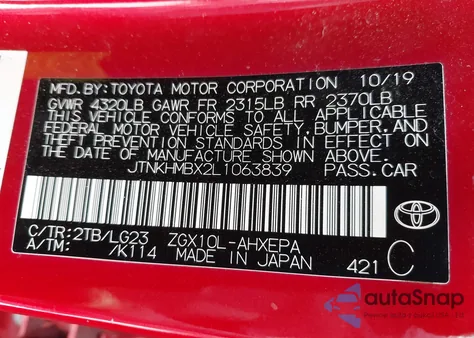 MFD. BY: TOYOTA MOTOR CORPORATION 10/19
GVWR 4320LB GAWR FR 2315LB RR 2370LB
THIS VEHICLE CONFORMS TO ALL APPLICABLE
FEDERAL MOTOR VEHICLE SAFETY, BUMPER, AND
THEFT PREVENTION STANDARDS IN EFFECT ON
THE DATE OF MANUFACTURE SHOWN ABOVE.
JTNKHMBX2L1063839 PASS.CAR
C/TR:2TB/LG23 ZGX10L-AHXEPA
A/TM: /K114 MADE IN JAPAN 421 C
autoSnap